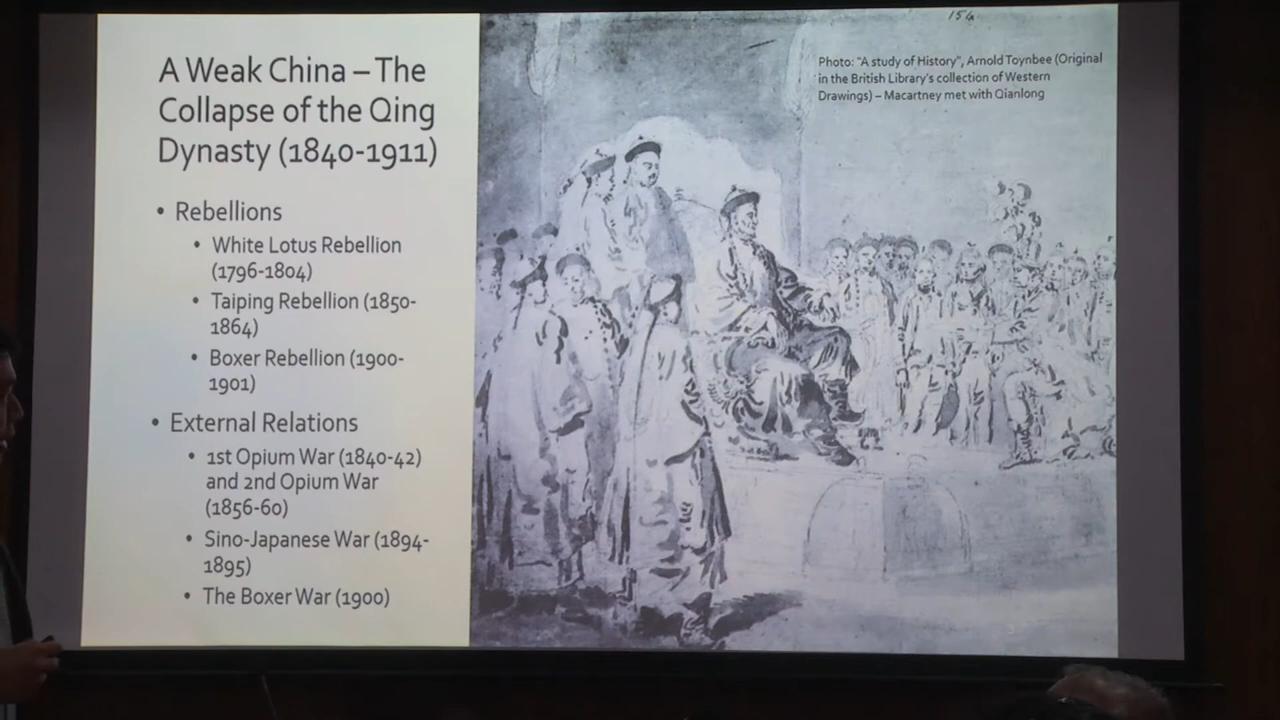 A Weak China – The
Collapse of the Qing
Dynasty (1840-1911)
• Rebellions
• White Lotus Rebellion
(1796-1804)
• Taiping Rebellion (1850-
1864)
• Boxer Rebellion (1900-
1901)
• External Relations
• 1st Opium War (1840-42)
and 2nd Opium War
(1856-60)
• Sino-Japanese War (1894-
1895)
• The Boxer War (1900)
154
Photo: "A study of History", Arnold Toynbee (Original
in the British Library's collection of Western
Drawings) – Macartney met with Qianlong